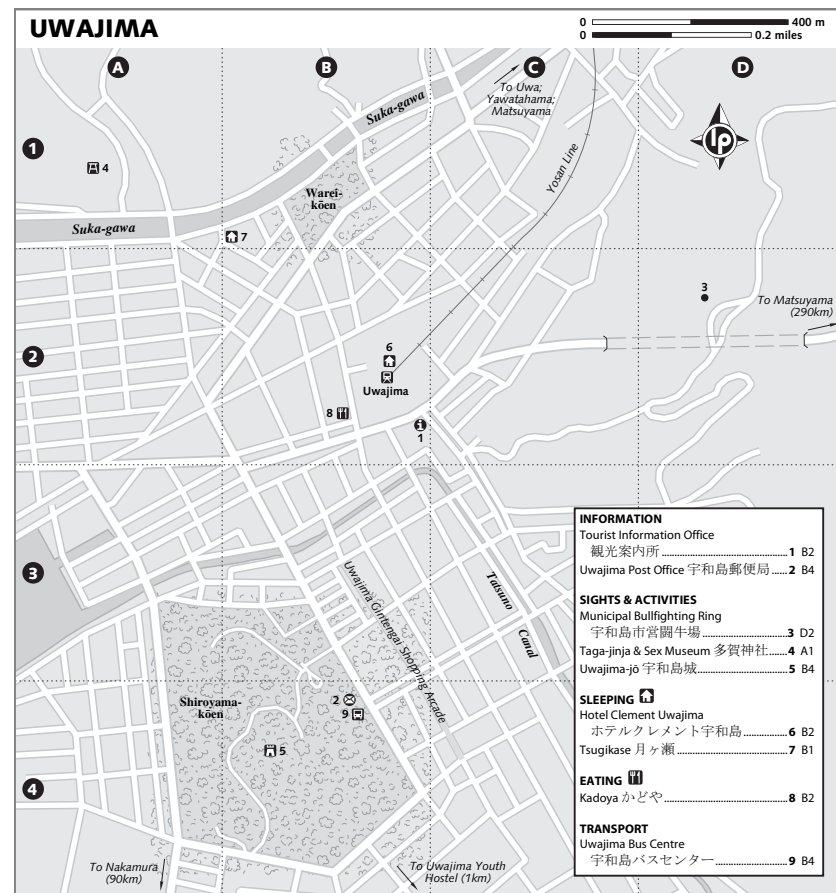 UWAJIMA
0 400 m
0 0.2 miles
A
B
C
D
To Uwa;
Yawatahama;
Matsuyama
Suka-gawa
1
lp
4
Yosan Line
Warei-
kōen
Suka-gawa
7
3
To Matsuyama
(290km)
2
6
Uwajima
8
i
1
3
Uwajima Gintengai Shopping Arcade
Tatsuno
Canal
Shiroyama-
kōen
2
9
5
4
To Nakamura
(90km)
To Uwajima Youth
Hostel (1km)
INFORMATION
Tourist Information Office
観光案内所 1 B2
Uwajima Post Office 宇和島郵便局 2 B4
SIGHTS & ACTIVITIES
Municipal Bullfighting Ring
宇和島市営闘牛場 3 D2
Taga-jinja & Sex Museum 多賀神社 4 A1
Uwajima-jō 宇和島城 5 B4
SLEEPING
Hotel Clement Uwajima
ホテルクレメント宇和島 6 B2
Tsugikase 月ヶ瀬 7 B1
EATING
Kadoya かどや 8 B2
TRANSPORT
Uwajima Bus Centre
宇和島バスセンター 9 B4